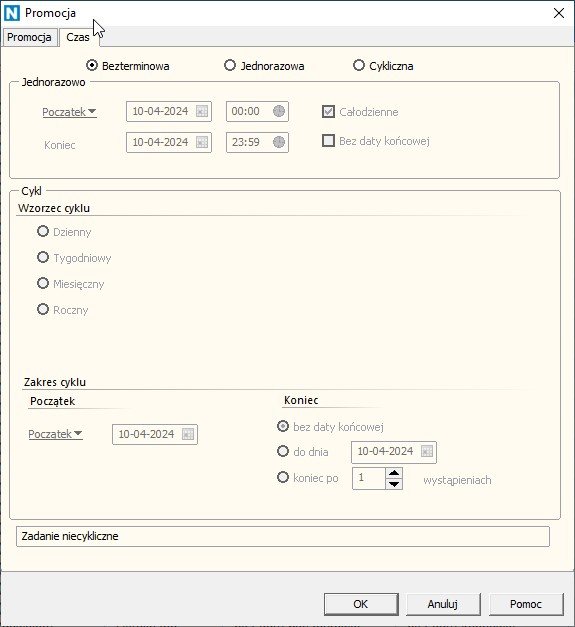 N Promocja
Promocja Czas
Bezterminowa Jednorazowa Cykliczna
Jednorazowo
Początek 10-04-2024 00:00 Całodzienne
Koniec 10-04-2024 23:59 Bez daty końcowej
Cykl
Wzorzec cyklu
Dzienny
Tygodniowy
Miesięczny
Roczny
Zakres cyklu
Początek Koniec
bez daty końcowej
Początek 10-04-2024 do dnia 10-04-2024
koniec po 1 wystąpieniach
Zadanie niecykliczne
OK Anuluj Pomoc